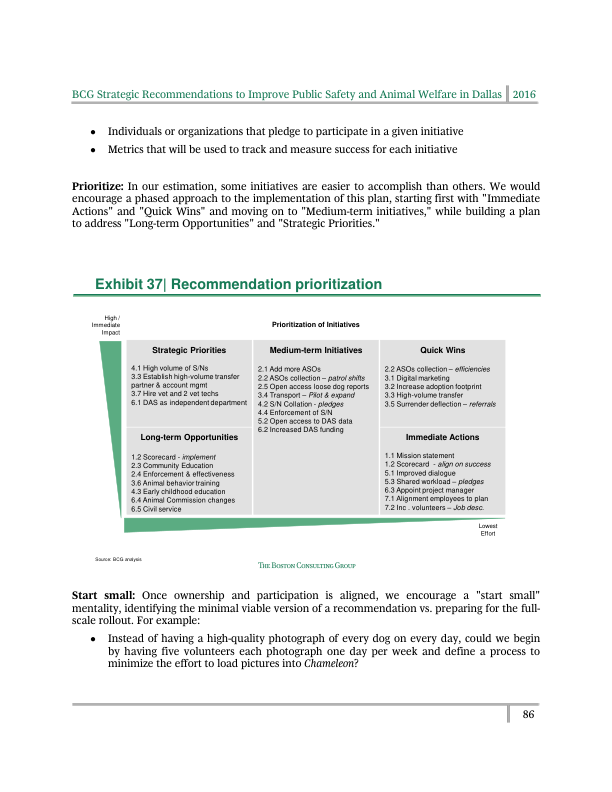 BCG Strategic Recommendations to Improve Public Safety and Animal Welfare in Dallas 2016
● Individuals or organizations that pledge to participate in a given initiative
● Metrics that will be used to track and measure success for each initiative
Prioritize: In our estimation, some initiatives are easier to accomplish than others. We would
encourage a phased approach to the implementation of this plan, starting first with "Immediate
Actions" and "Quick Wins" and moving on to "Medium-term initiatives," while building a plan
to address "Long-term Opportunities" and "Strategic Priorities."
Exhibit 37| Recommendation prioritization
High /
Immediate
Impact
Prioritization of Initiatives
Strategic Priorities
4.1 High volume of S/Ns
3.3 Establish high-volume transfer
partner & account mgmt
3.7 Hire vet and 2 vet techs
6.1 DAS as independent department
Medium-term Initiatives
2.1 Add more ASOs
2.2 ASOs collection – patrol shifts
2.5 Open access loose dog reports
3.4 Transport – Pilot & expand
4.2 S/N Collation - pledges
4.4 Enforcement of S/N
5.2 Open access to DAS data
6.2 Increased DAS funding
Quick Wins
2.2 ASOs collection – efficiencies
3.1 Digital marketing
3.2 Increase adoption footprint
3.3 High-volume transfer
3.5 Surrender deflection – referrals
Long-term Opportunities
1.2 Scorecard - implement
2.3 Community Education
2.4 Enforcement & effectiveness
3.6 Animal behavior training
4.3 Early childhood education
6.4 Animal Commission changes
6.5 Civil service
Immediate Actions
1.1 Mission statement
1.2 Scorecard - align on success
5.1 Improved dialogue
5.3 Shared workload – pledges
6.3 Appoint project manager
7.1 Alignment employees to plan
7.2 Inc . volunteers – Job desc.
Lowest
Effort
Source: BCG analysis
THE BOSTON CONSULTING GROUP
Start small: Once ownership and participation is aligned, we encourage a "start small"
mentality, identifying the minimal viable version of a recommendation vs. preparing for the full-
scale rollout. For example:
● Instead of having a high-quality photograph of every dog on every day, could we begin
by having five volunteers each photograph one day per week and define a process to
minimize the effort to load pictures into Chameleon?
86